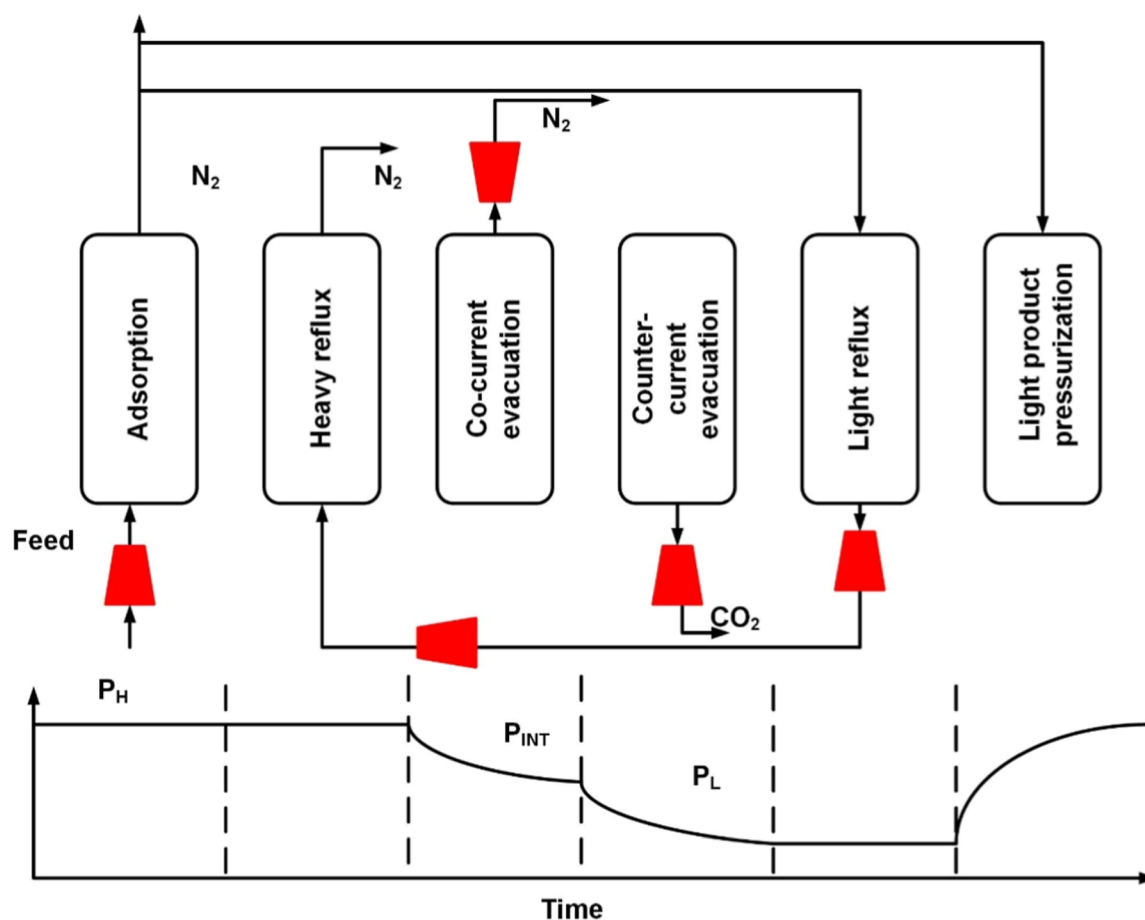 N₂
N₂
N₂
Adsorption
Heavy reflux
Co-current
evacuation
Counter-
current
evacuation
Light reflux
Light product
pressurization
Feed
CO₂
P_H
P_INT
P_L
Time